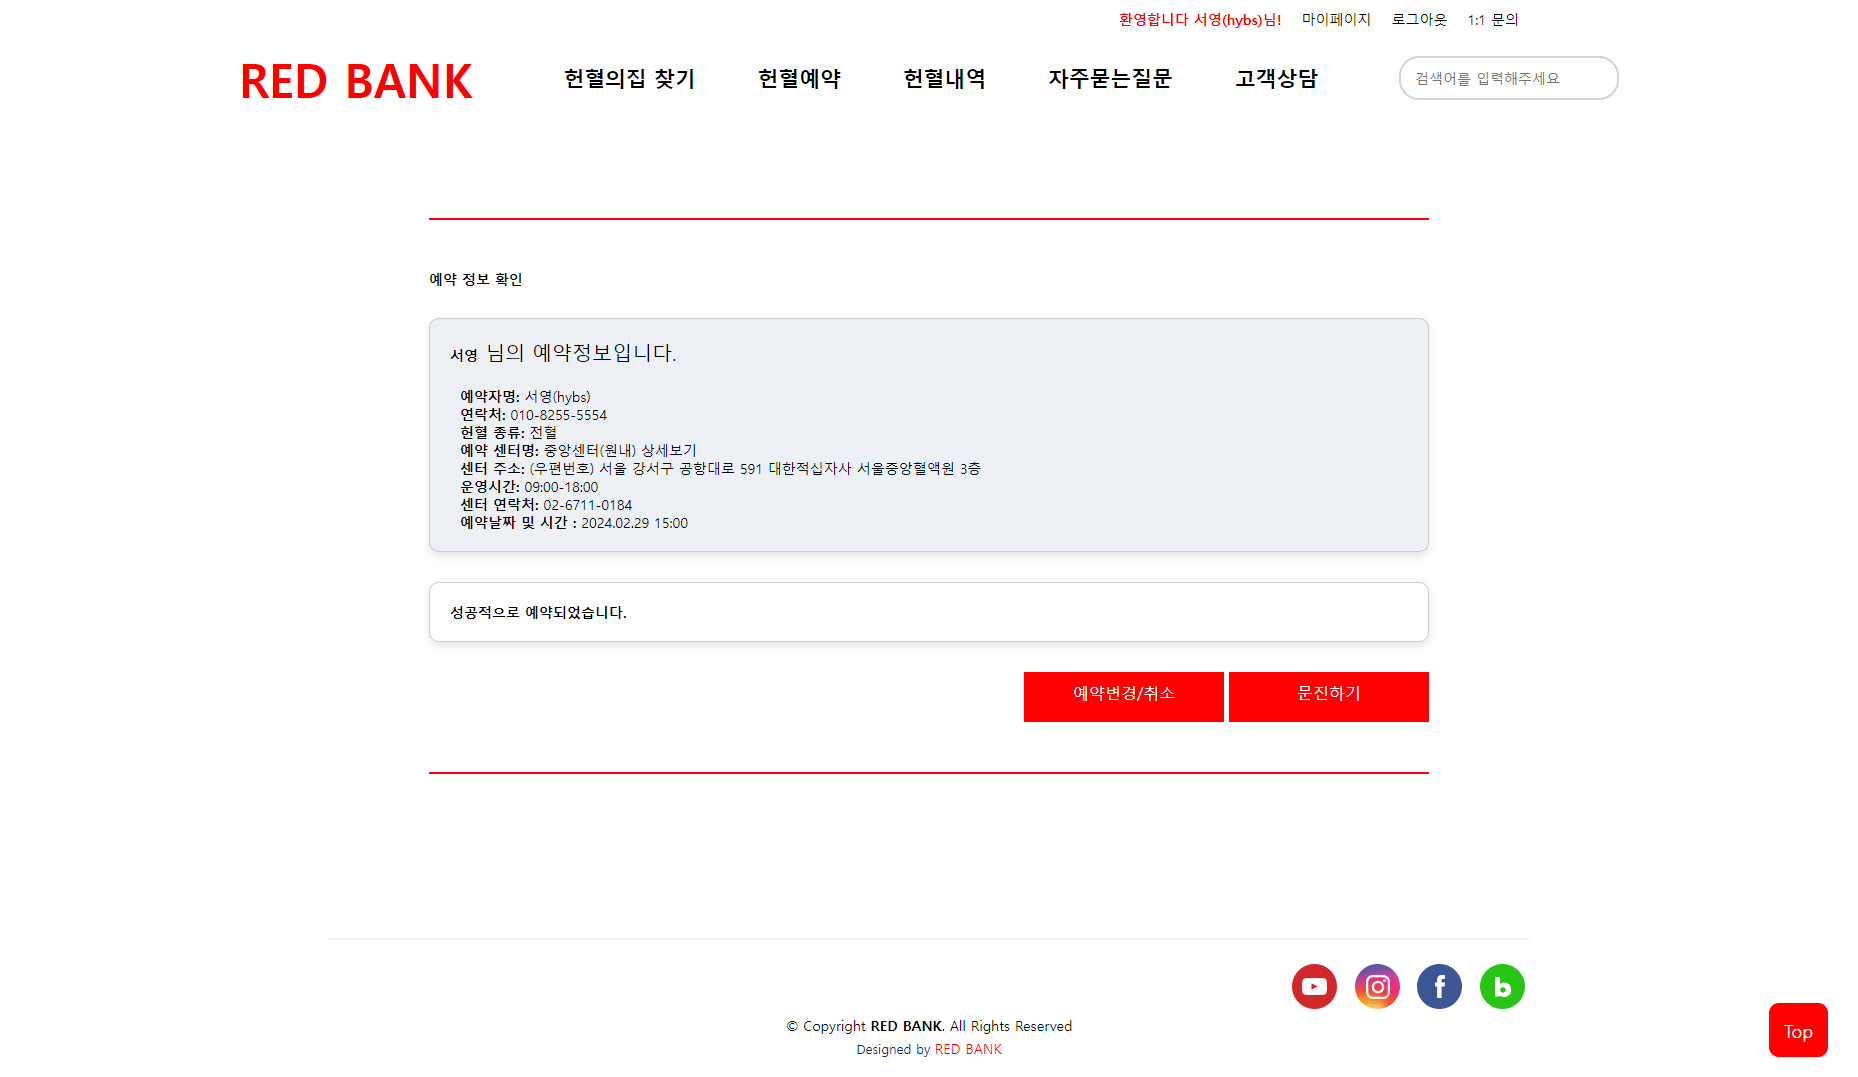 환영합니다 서영(hybs)님! 마이페이지 로그아웃 1:1 문의
RED BANK 헌혈의집 찾기 헌혈예약 헌혈내역 자주묻는질문 고객상담 검색어를 입력해주세요
예약 정보 확인
서영 님의 예약정보입니다.
예약자명: 서영(hybs)
연락처: 010-8255-5554
헌혈 종류: 전혈
예약 센터명: 중앙센터(원내) 상세보기
센터 주소: (우편번호) 서울 강서구 공항대로 591 대한적십자사 서울중앙혈액원 3층
운영시간: 09:00-18:00
센터 연락처: 02-6711-0184
예약날짜 및 시간 : 2024.02.29 15:00
성공적으로 예약되었습니다.
예약변경/취소 문진하기
© Copyright RED BANK. All Rights Reserved
Designed by RED BANK
Top